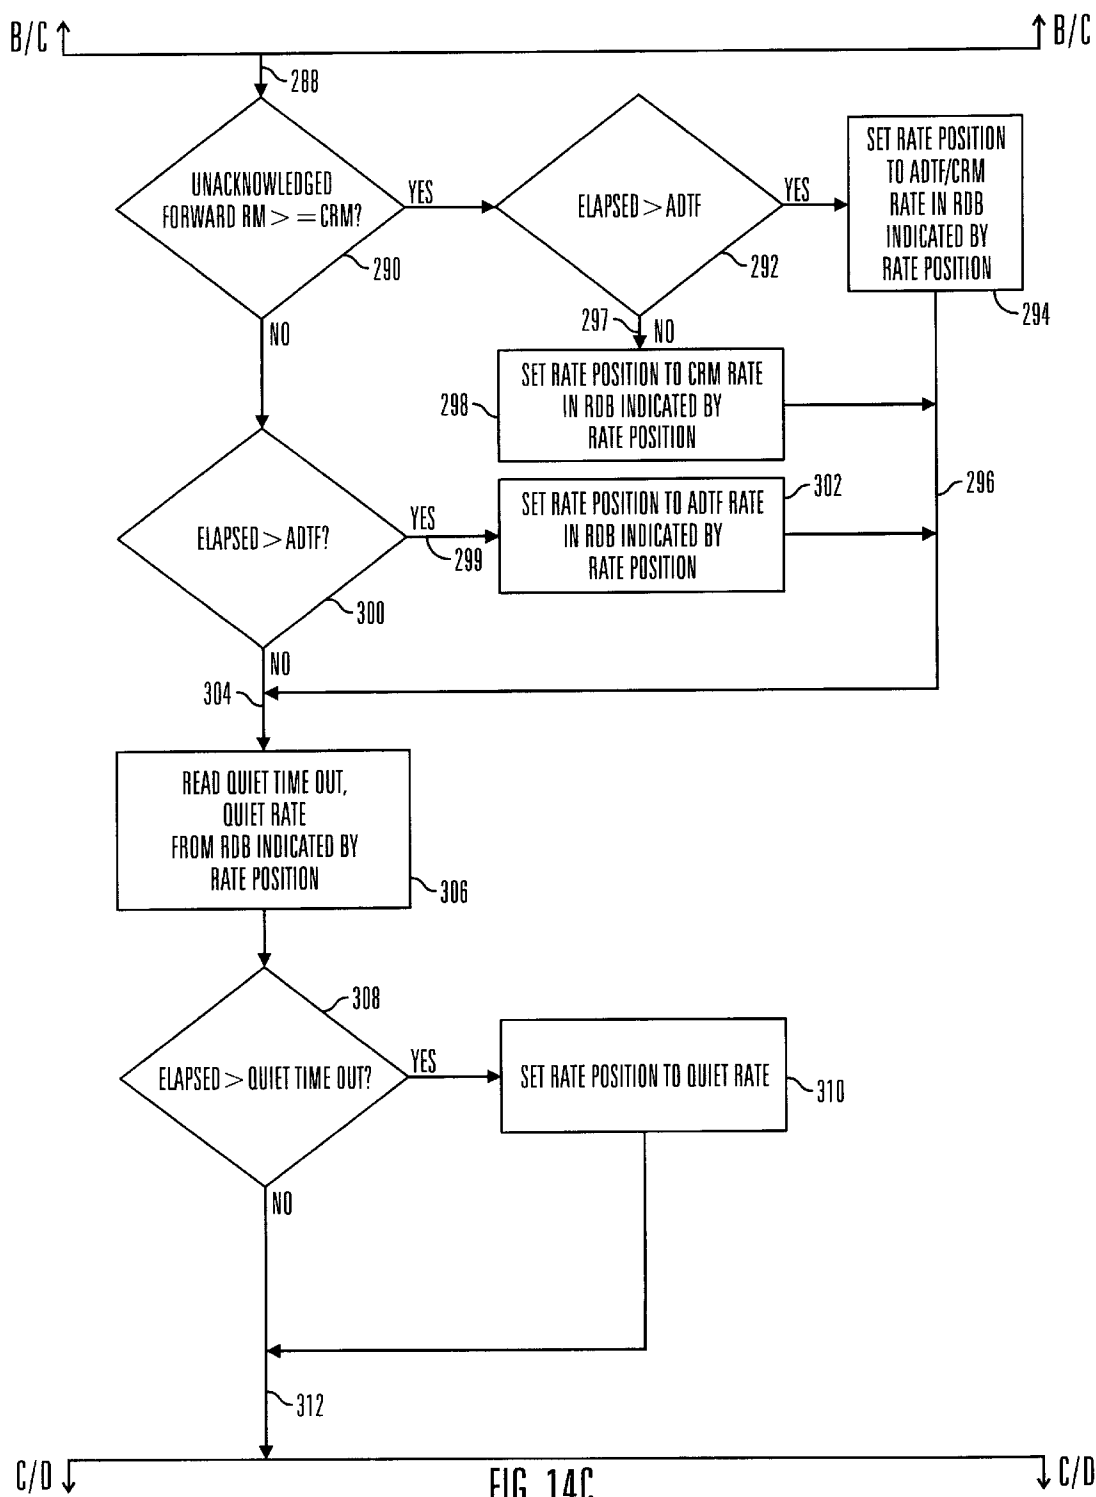 B/C
B/C
288
UNACKNOWLEDGED
FORWARD RM > = CRM?
YES
290
NO
ELAPSED > ADTF
YES
292
297
NO
SET RATE POSITION
TO ADTF/CRM
RATE IN RDB
INDICATED BY
RATE POSITION
294
SET RATE POSITION TO CRM RATE
IN RDB INDICATED BY
RATE POSITION
298
296
ELAPSED > ADTF?
YES
299
300
NO
SET RATE POSITION TO ADTF RATE
IN RDB INDICATED BY
RATE POSITION
302
304
READ QUIET TIME OUT,
QUIET RATE
FROM RDB INDICATED BY
RATE POSITION
306
308
ELAPSED > QUIET TIME OUT?
YES
NO
SET RATE POSITION TO QUIET RATE
310
312
C/D
C/D
FIG. 14C